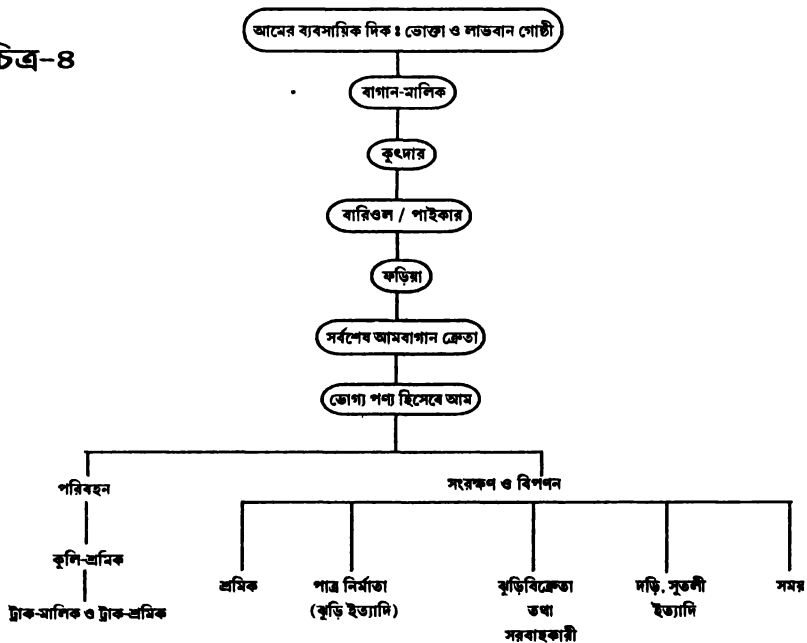 আমের ব্যবসায়িক দিক ঃ ভোক্তা ও লাভবান গোষ্ঠী
চিত্র-৪
বাগান-মালিক
কুৎদার
বারিওল / পাইকার
ফড়িয়া
সর্বশেষ আমবাগান ক্রেতা
ভোগ্য পণ্য হিসেবে আম
পরিবহন
সংরক্ষণ ও বিপণন
কুলি-শ্রমিক
ট্রাক-মালিক ও ট্রাক-শ্রমিক
শ্রমিক
পাত্র নির্মাতা
(ঝুড়ি ইত্যাদি)
ঝুড়িবিক্রেতা
তথা
সরবাহকারী
দড়ি, সূতলী
ইত্যাদি
সময়